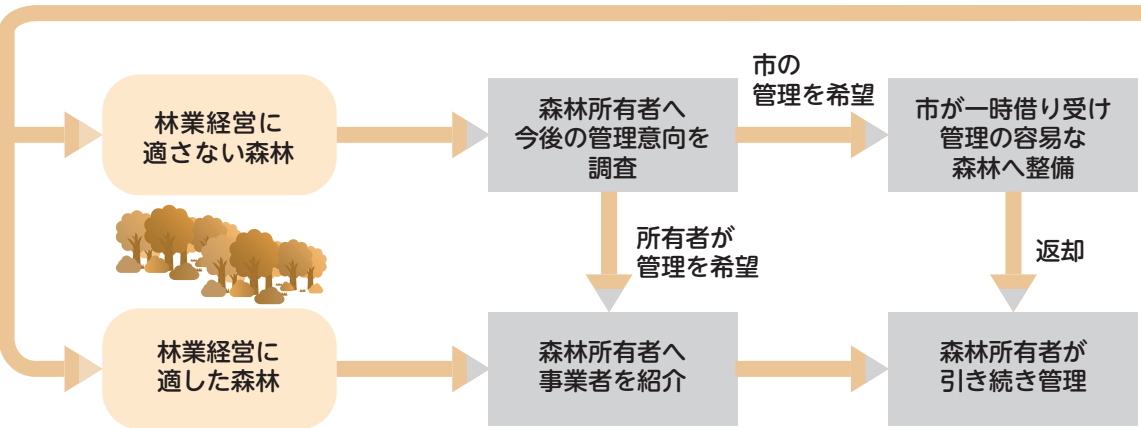 林業経営に
適さない森林
森林所有者へ
今後の管理意向を
調査
市の
管理を希望
市が一時借り受け
管理の容易な
森林へ整備
所有者が
管理を希望
返却
林業経営に
適した森林
森林所有者へ
事業者を紹介
森林所有者が
引き続き管理